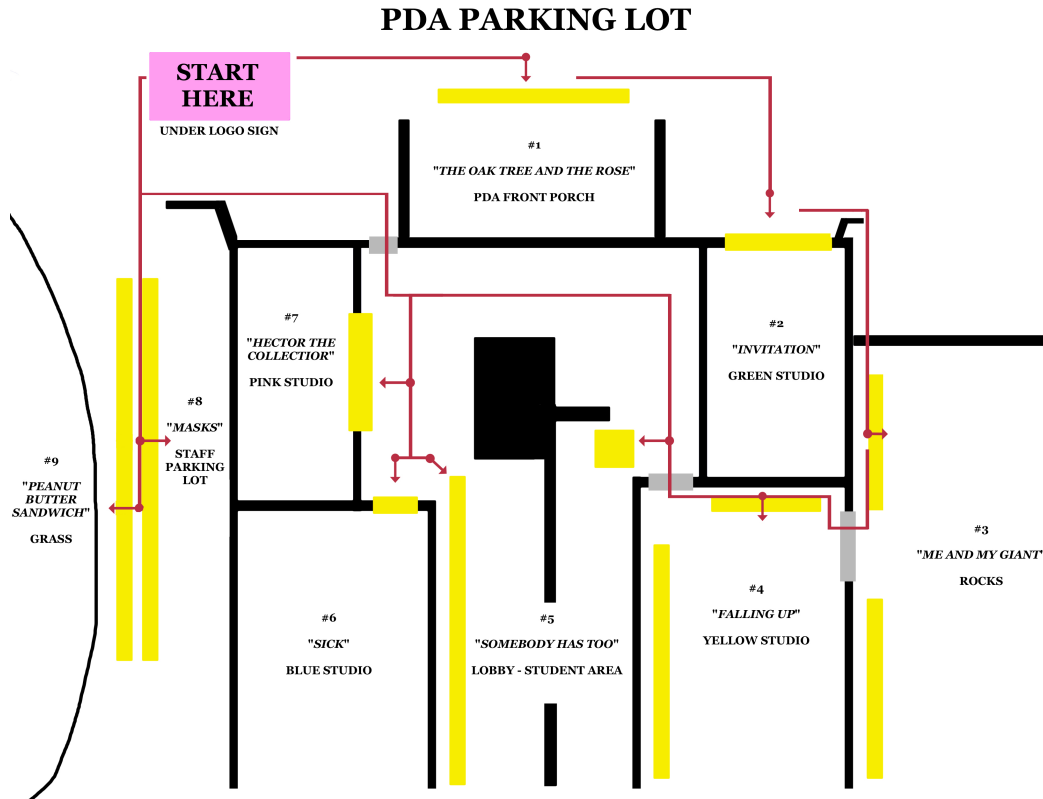 PDA PARKING LOT
START
HERE
UNDER LOGO SIGN
#1
"THE OAK TREE AND THE ROSE"
PDA FRONT PORCH
#2
"INVITATION"
GREEN STUDIO
#7
"HECTOR THE
COLLECTIOR"
PINK STUDIO
#8
"MASKS"
STAFF
PARKING
LOT
#9
"PEANUT
BUTTER
SANDWICH"
GRASS
#3
"ME AND MY GIANT"
ROCKS
#4
"FALLING UP"
YELLOW STUDIO
#6
"SICK"
BLUE STUDIO
#5
"SOMEBODY HAS TOO"
LOBBY - STUDENT AREA